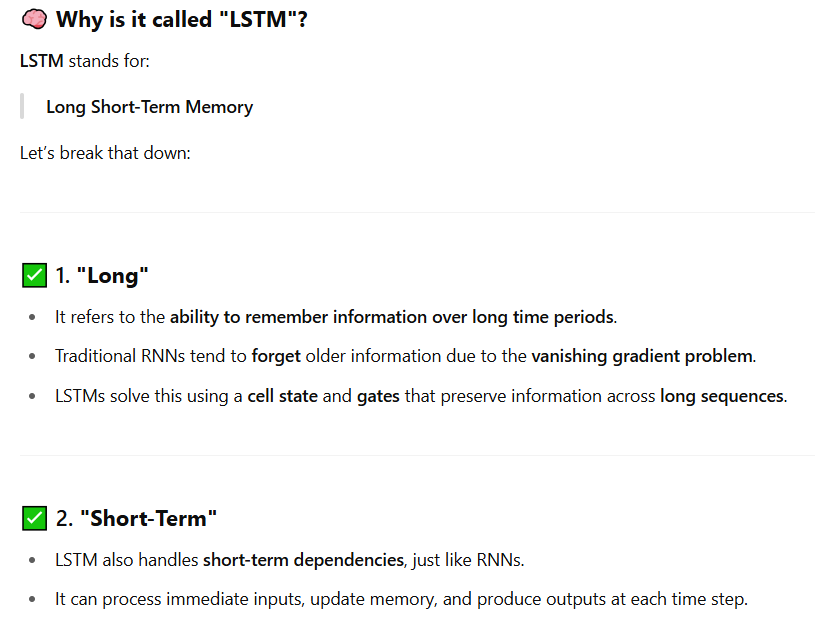 🧠 Why is it called "LSTM"?
LSTM stands for:
Long Short-Term Memory
Let's break that down:
✅ 1. "Long"
• It refers to the ability to remember information over long time periods.
• Traditional RNNs tend to forget older information due to the vanishing gradient problem.
• LSTMs solve this using a cell state and gates that preserve information across long sequences.
✅ 2. "Short-Term"
• LSTM also handles short-term dependencies, just like RNNs.
• It can process immediate inputs, update memory, and produce outputs at each time step.